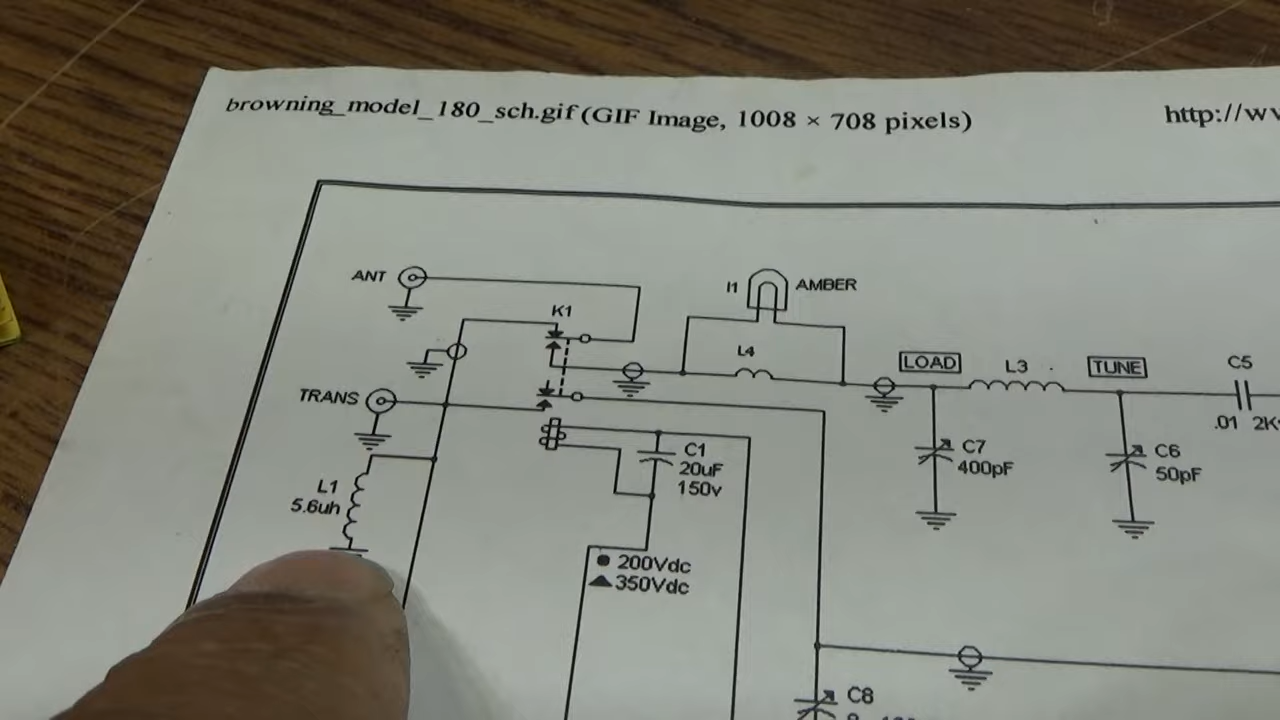 browning_model_180_sch.gif (GIF Image, 1008 × 708 pixels)
http://w
ANT
K1
I1
AMBER
L4
LOAD
L3
TUNE
C5
.01 2K
TRANS
C1
20uF
150v
C7
400pF
C6
50pF
L1
5.6uh
200Vdc
350Vdc
C8